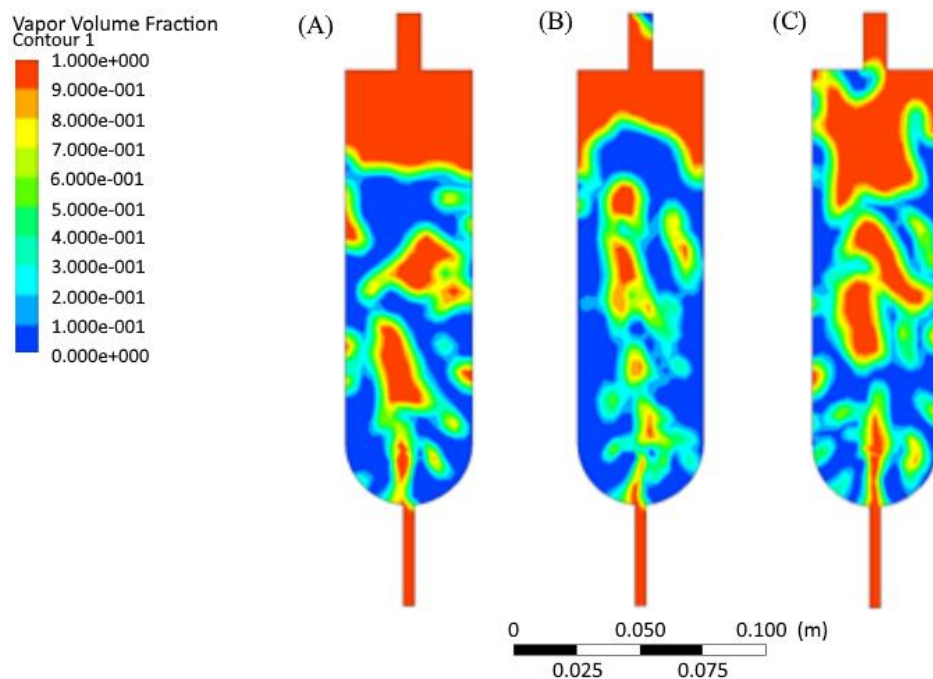 Vapor Volume Fraction
Contour 1
1.000e+000
9.000e-001
8.000e-001
7.000e-001
6.000e-001
5.000e-001
4.000e-001
3.000e-001
2.000e-001
1.000e-001
0.000e+000
(A)
(B)
(C)
0 0.050 0.100 (m)
0.025 0.075